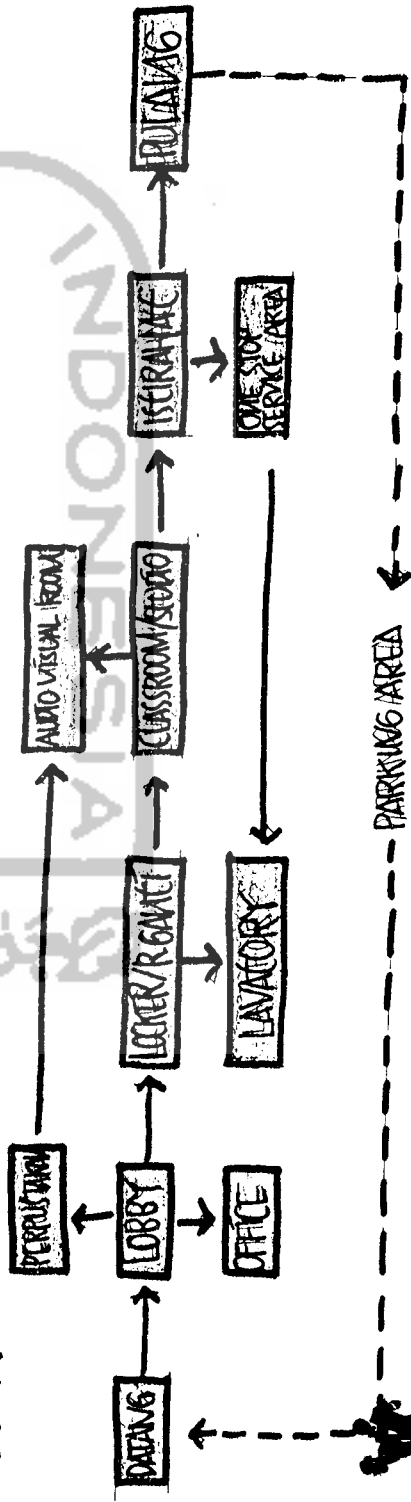 DATANG
PERPUSTAKAAN
LOBBY
OFFICE
LOCKER/R.GANTI
LAVATORY
AUDIO VISUAL ROOM
CLASSROOM/STUDIO
ISTIRAHAT
ONE STOP
SERVICE AREA
PULANG
PARKING AREA
INDONESIA